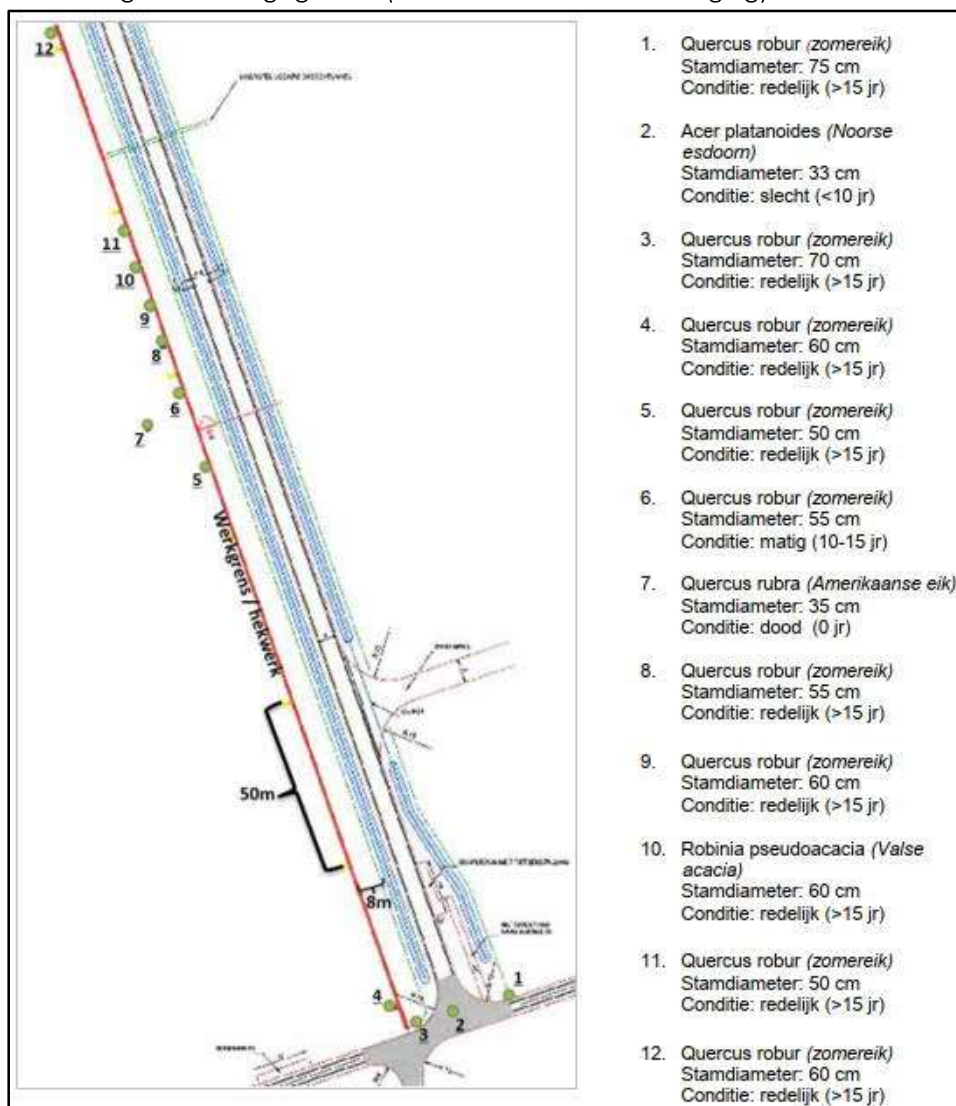 12
11
10
9
8
6
7
5
Werkgrens / hekwerk
50m
8m
4
3
2
1
1. Quercus robur (zomereik)
Stamdiameter: 75 cm
Conditie: redelijk (>15 jr)
2. Acer platanoides (Noorse
esdoorn)
Stamdiameter: 33 cm
Conditie: slecht (<10 jr)
3. Quercus robur (zomereik)
Stamdiameter: 70 cm
Conditie: redelijk (>15 jr)
4. Quercus robur (zomereik)
Stamdiameter: 60 cm
Conditie: redelijk (>15 jr)
5. Quercus robur (zomereik)
Stamdiameter: 50 cm
Conditie: redelijk (>15 jr)
6. Quercus robur (zomereik)
Stamdiameter: 55 cm
Conditie: matig (10-15 jr)
7. Quercus rubra (Amerikaanse eik)
Stamdiameter: 35 cm
Conditie: dood (0 jr)
8. Quercus robur (zomereik)
Stamdiameter: 55 cm
Conditie: redelijk (>15 jr)
9. Quercus robur (zomereik)
Stamdiameter: 60 cm
Conditie: redelijk (>15 jr)
10. Robinia pseudoacacia (Valse
acacia)
Stamdiameter: 60 cm
Conditie: redelijk (>15 jr)
11. Quercus robur (zomereik)
Stamdiameter: 50 cm
Conditie: redelijk (>15 jr)
12. Quercus robur (zomereik)
Stamdiameter: 60 cm
Conditie: redelijk (>15 jr)